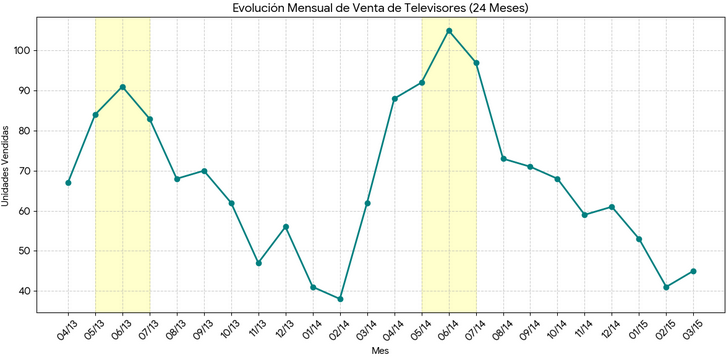 Evolución Mensual de Venta de Televisores (24 Meses)
Unidades Vendidas
100
90
80
70
60
50
40
04/13 05/13 06/13 07/13 08/13 09/13 10/13 11/13 12/13 01/14 02/14 03/14 04/14 05/14 06/14 07/14 08/14 09/14 10/14 11/14 12/14 01/15 02/15 03/15
Mes